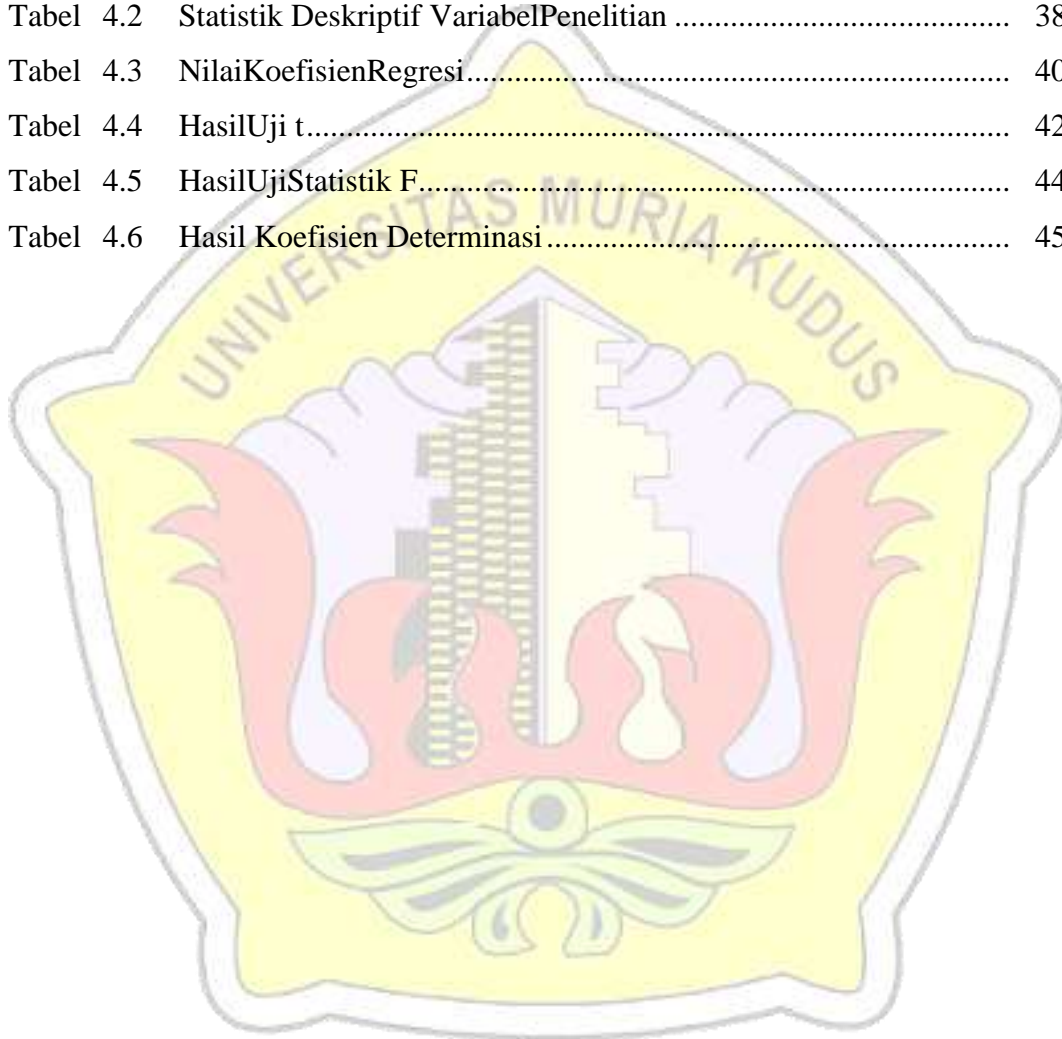 Tabel 4.2 Statistik Deskriptif VariabelPenelitian ........................................ 38
Tabel 4.3 NilaiKoefisienRegresi................................................................. 40
Tabel 4.4 HasilUji t..................................................................................... 42
Tabel 4.5 HasilUjiStatistik F....................................................................... 44
Tabel 4.6 Hasil Koefisien Determinasi ....................................................... 45
UNIVERSITAS MURIA KUDUS